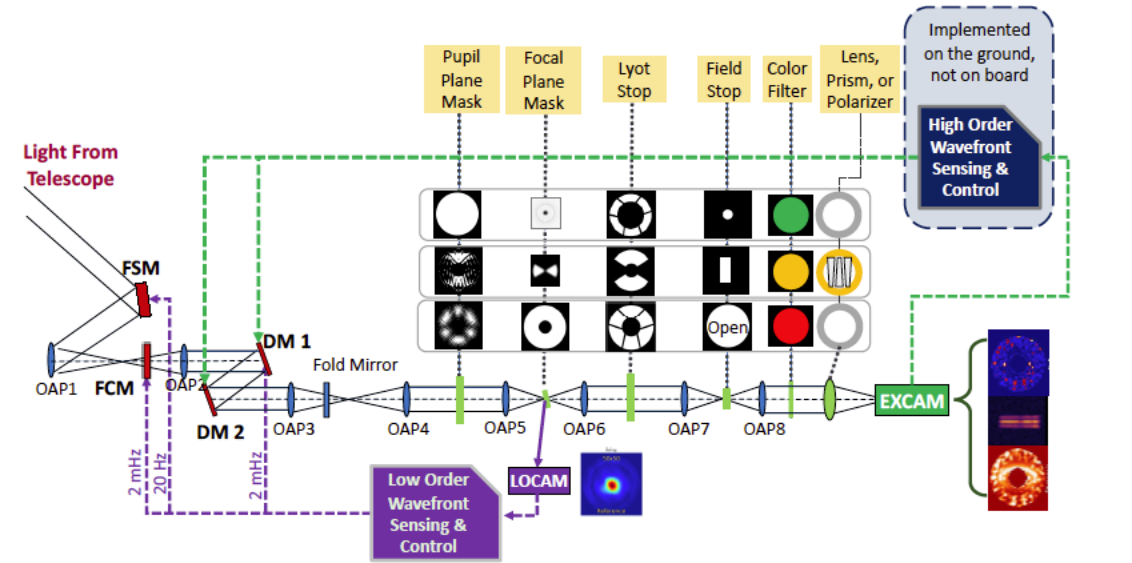 Pupil
Plane
Mask
Focal
Plane
Mask
Lyot
Stop
Field
Stop
Color
Filter
Lens,
Prism, or
Polarizer
Implemented
on the ground,
not on board
High Order
Wavefront
Sensing &
Control
Light From
Telescope
FSM
Open
DM 1
Fold Mirror
OAP1
FCM
OAP2
DM 2
OAP3
OAP4
OAP5
OAP6
OAP7
OAP8
EXCAM
2 mHz
20 Hz
2 mHz
Low Order
Wavefront
Sensing &
Control
LOCAM
50x50
Reference